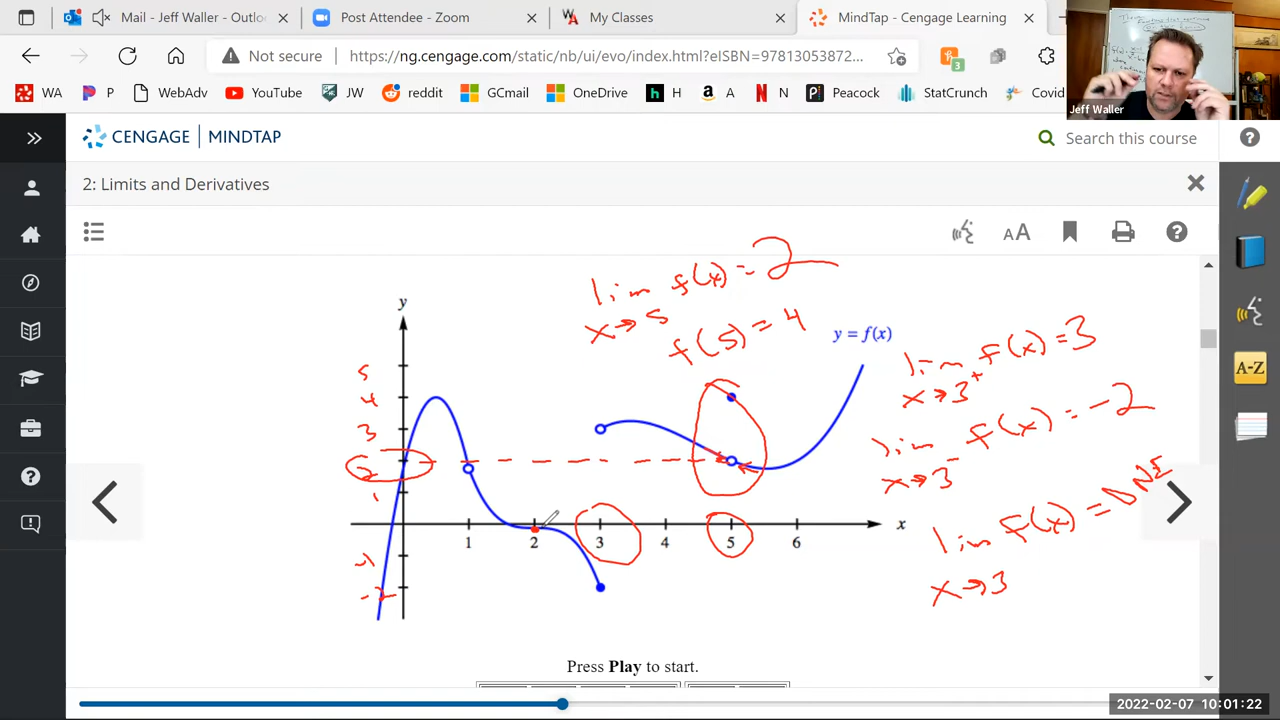 Mail - Jeff Waller - Outlo
Post Attendee - Zoom
My Classes
MindTap - Cengage Learning
Not secure
https://ng.cengage.com/static/nb/ui/evo/index.html?eISBN=97813053872...
3
WA
P
WebAdv
YouTube
JW
reddit
GCmail
OneDrive
H
Amazon
N
Peacock
StatCrunch
Covid
Jeff Waller
CENGAGE MINDTAP
Search this course
2: Limits and Derivatives
AA
A-Z
lim f(x) = 2
x→5
f(5) = 4
y
y = f(x)
lim f(x) = 3
x→3⁺
lim f(x) = -2
x→3⁻
lim f(x) = DNE
x→3
5
4
3
2
1
-1
-2
1 2 3 4 5 6
x
Press Play to start.
2022-02-07 10:01:22